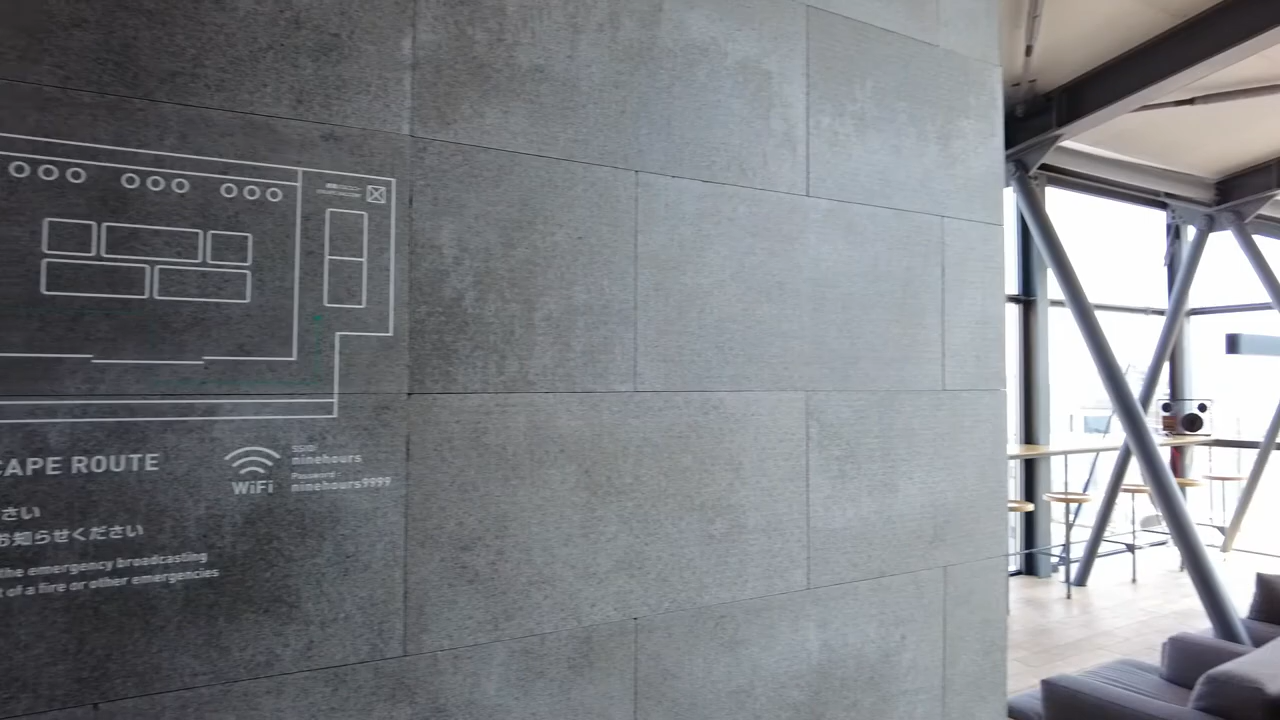 CAPE ROUTE
WiFi
SSID:
ninehours
Password:
ninehours9999
さい
お知らせください
the emergency broadcasting
of a fire or other emergencies